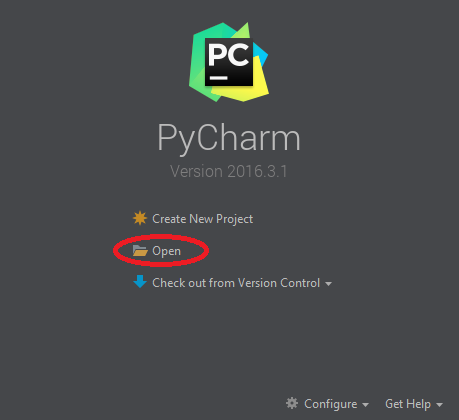 PC
PyCharm
Version 2016.3.1
Create New Project
Open
Check out from Version Control
Configure Get Help